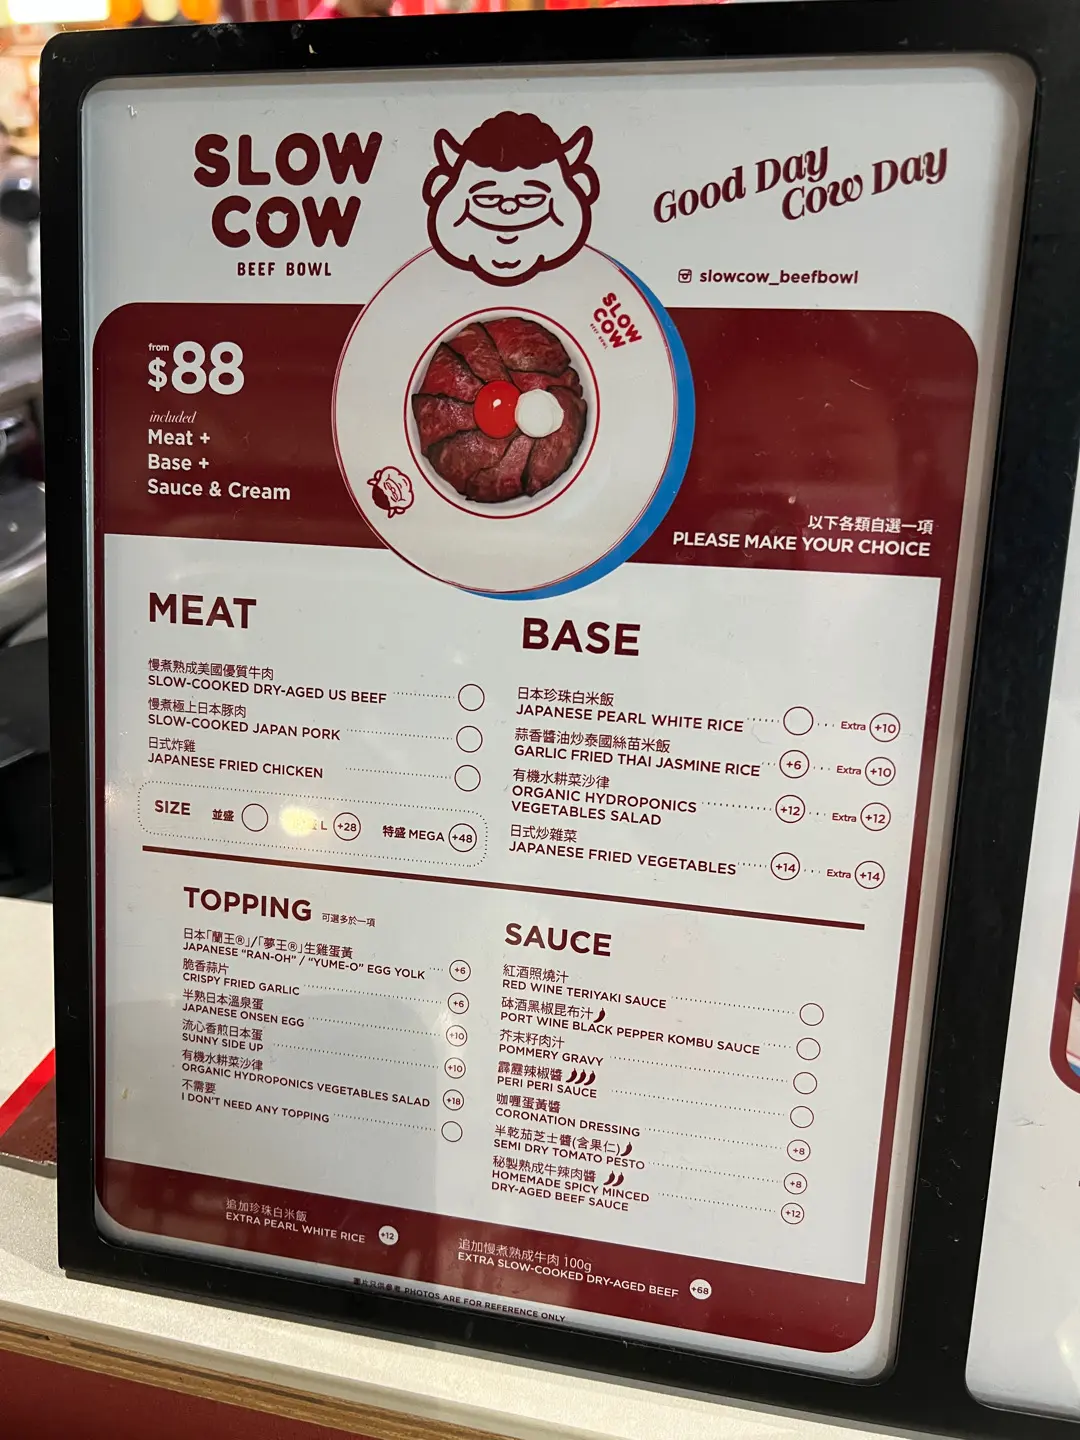 SLOW
COW
BEEF BOWL
Good Day
Cow Day
slowcow_beefbowl
SLOW
COW
BEEF BOWL
from
$88
included
Meat +
Base +
Sauce & Cream
以下各類自選一項
PLEASE MAKE YOUR CHOICE
MEAT
慢煮熟成美國優質牛肉
SLOW-COOKED DRY-AGED US BEEF
慢煮極上日本豚肉
SLOW-COOKED JAPAN PORK
日式炸雞
JAPANESE FRIED CHICKEN
SIZE 並盛 L +28 特盛 MEGA +48
BASE
日本珍珠白米飯
JAPANESE PEARL WHITE RICE Extra +10
蒜香醬油炒泰國絲苗米飯
GARLIC FRIED THAI JASMINE RICE +6 Extra +10
有機水耕菜沙律
ORGANIC HYDROPONICS +12 Extra +12
VEGETABLES SALAD
日式炒雜菜
JAPANESE FRIED VEGETABLES +14 Extra +14
TOPPING 可選多於一項
日本「蘭王®」/「夢王®」生雞蛋黃
JAPANESE "RAN-OH" / "YUME-O" EGG YOLK +6
脆香蒜片
CRISPY FRIED GARLIC +6
半熟日本溫泉蛋
JAPANESE ONSEN EGG +10
流心香煎日本蛋
SUNNY SIDE UP +10
有機水耕菜沙律
ORGANIC HYDROPONICS VEGETABLES SALAD +18
不需要
I DON'T NEED ANY TOPPING
SAUCE
紅酒照燒汁
RED WINE TERIYAKI SAUCE
砵酒黑椒昆布汁
PORT WINE BLACK PEPPER KOMBU SAUCE
芥末籽肉汁
POMMERY GRAVY
霹靂辣椒醬
PERI PERI SAUCE
咖喱蛋黃醬
CORONATION DRESSING +8
半乾茄芝士醬(含果仁)
SEMI DRY TOMATO PESTO +8
秘製熟成牛辣肉醬
HOMEMADE SPICY MINCED +12
DRY-AGED BEEF SAUCE
追加珍珠白米飯
EXTRA PEARL WHITE RICE +12
追加慢煮熟成牛肉 100g
EXTRA SLOW-COOKED DRY-AGED BEEF +68
圖片只供參考 PHOTOS ARE FOR REFERENCE ONLY